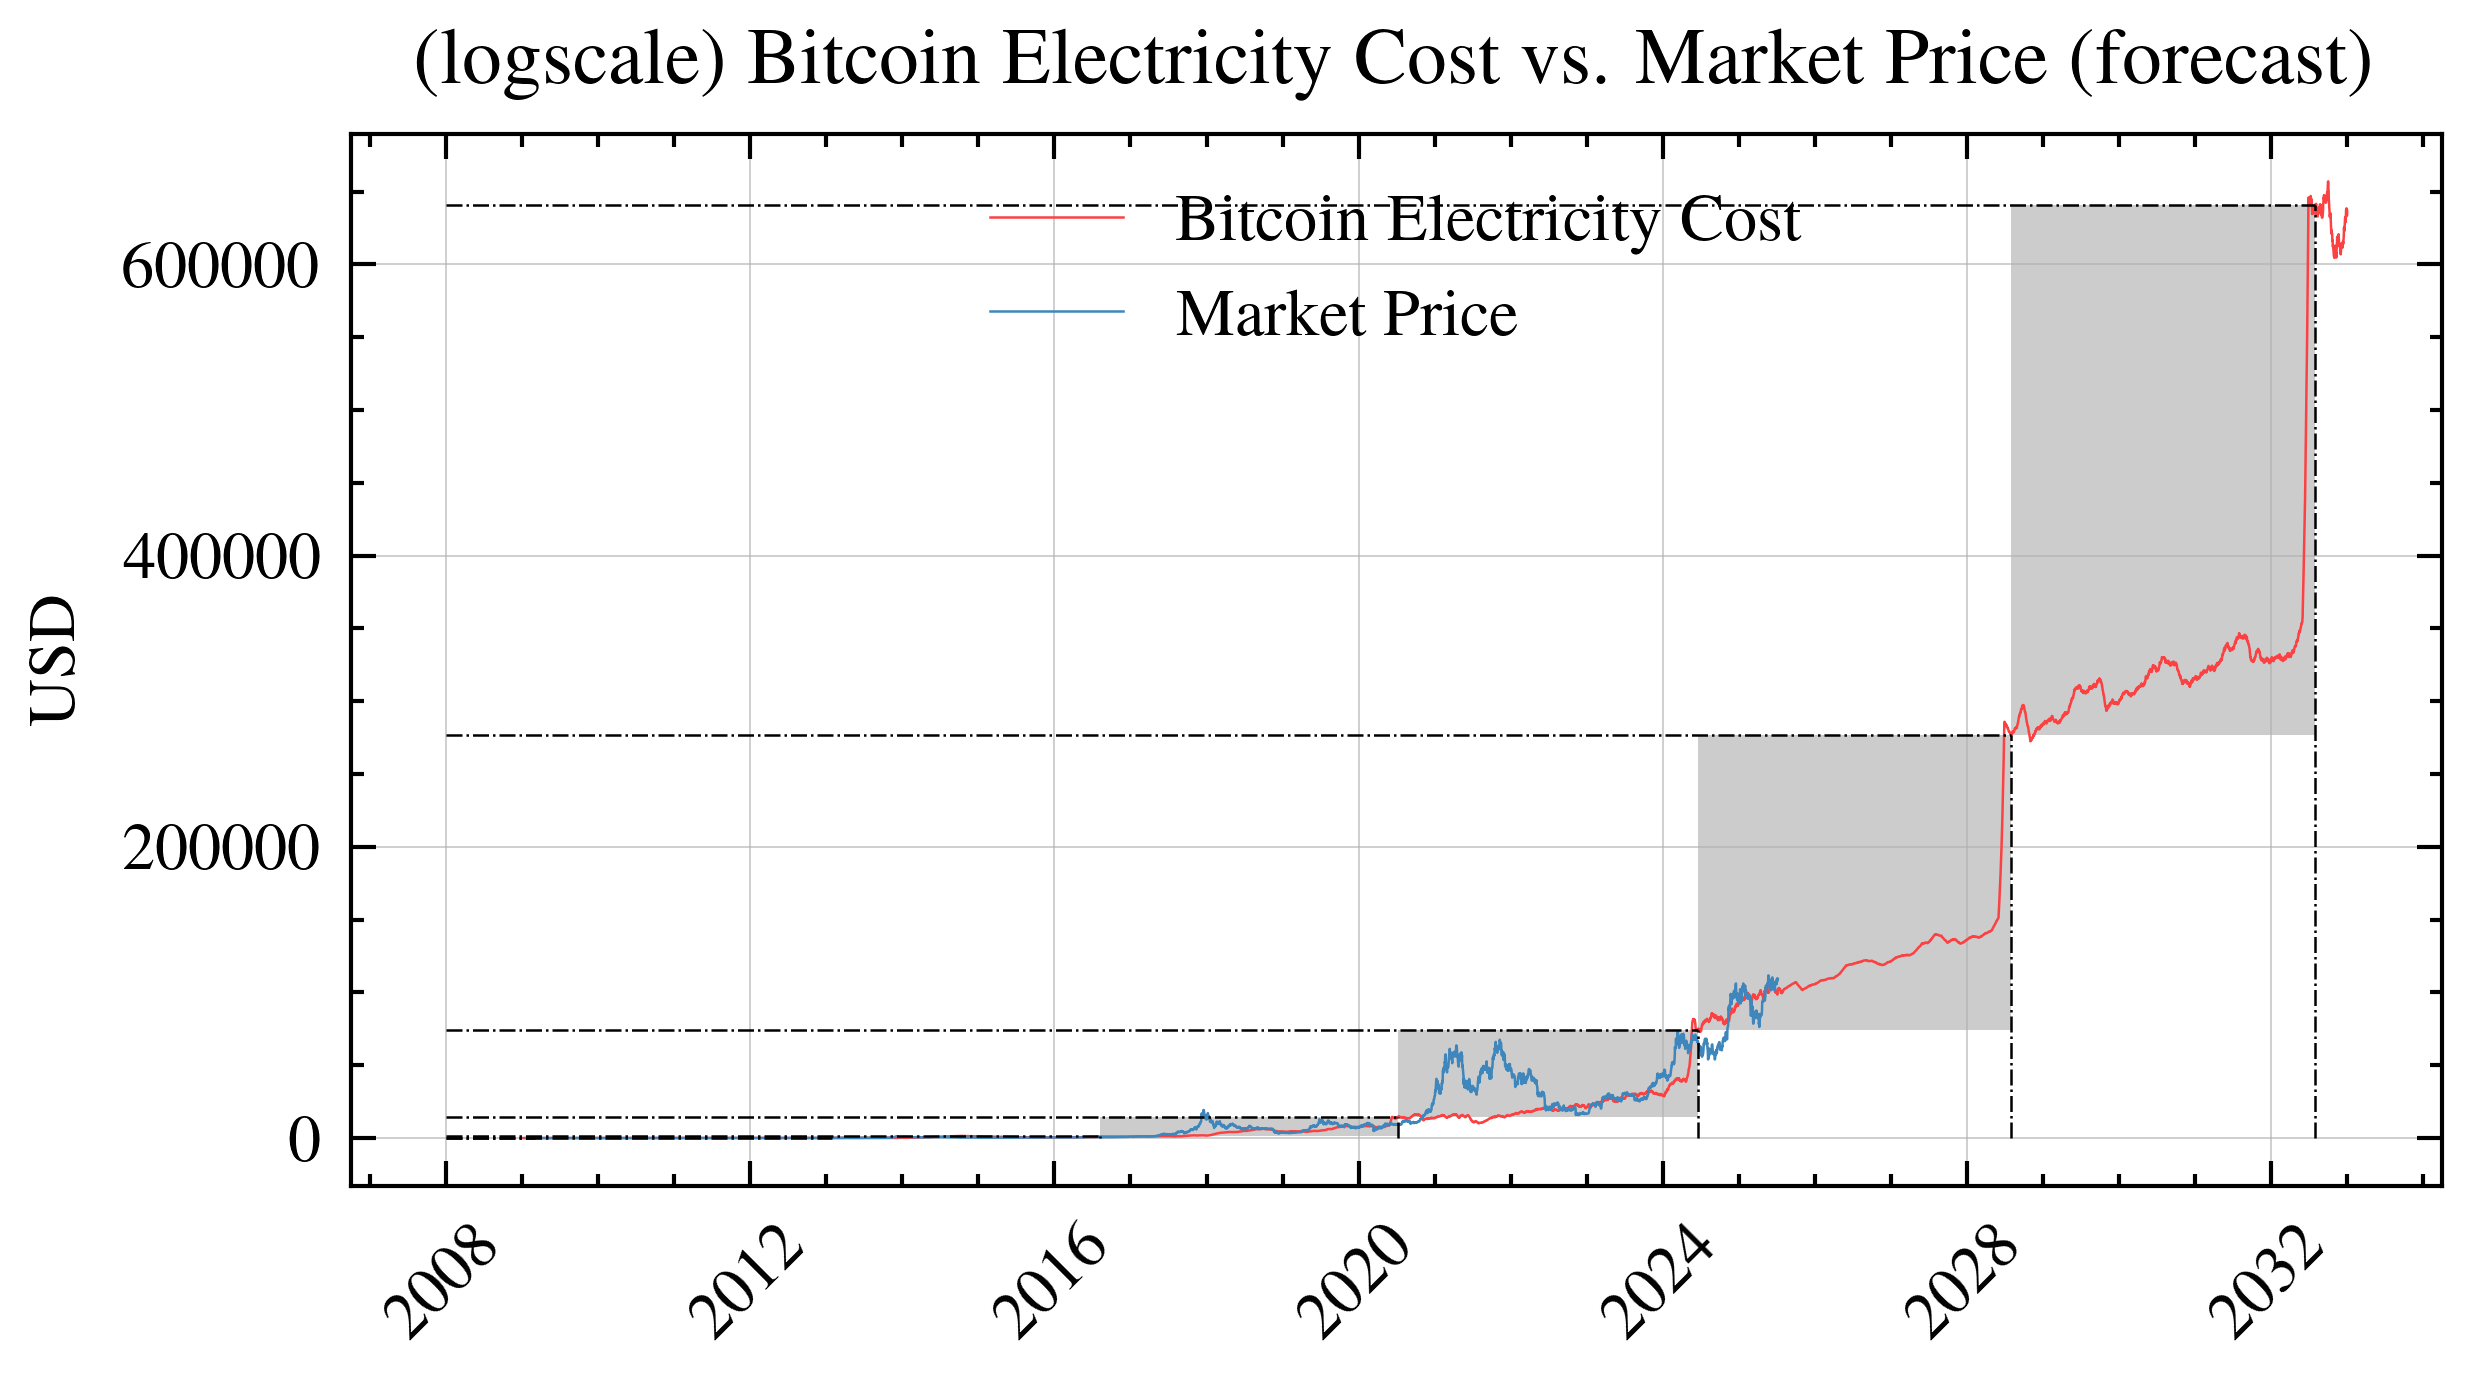 (logscale) Bitcoin Electricity Cost vs. Market Price (forecast)
Bitcoin Electricity Cost
Market Price
USD
600000
400000
200000
0
2008
2012
2016
2020
2024
2028
2032